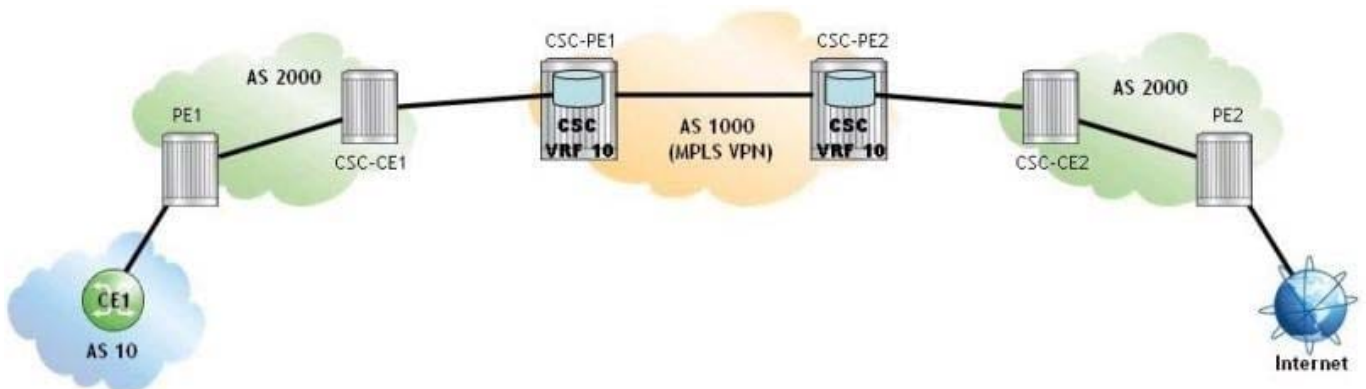 CSC-PE1
CSC-PE2
AS 2000
AS 2000
PE1
PE2
CSC
VRF 10
AS 1000
(MPLS VPN)
CSC
VRF 10
CSC-CE1
CSC-CE2
CE1
AS 10
Internet